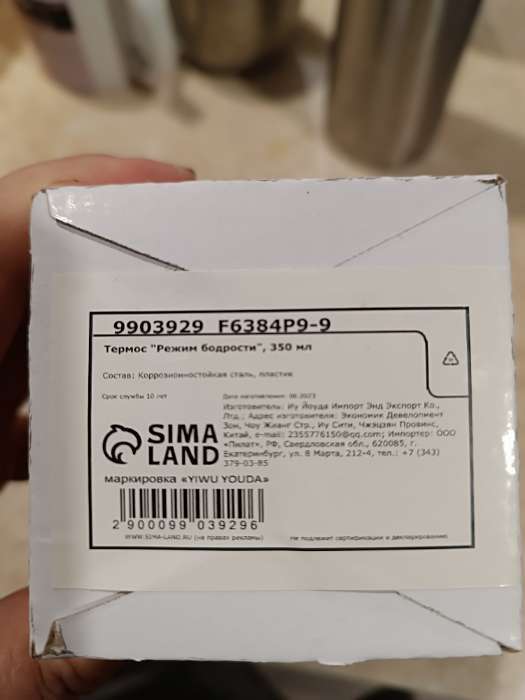 9903929 F6384P9-9
Термос "Режим бодрости", 350 мл
Состав: Коррозионностойкая сталь, пластик
Срок службы 10 лет
Дата изготовления: 08.2023
Изготовитель: Иу Йоуда Импорт Энд Экспорт Ко.,
Лтд.; Адрес изготовителя: Экономик Девелопмент
Зон, Чоу Жианг Стр., Иу Сити, Чжэцзян Провинс,
Китай, e-mail: 2355776150@qq.com; Импортер: ООО
«Пилат», РФ, Свердловская обл., 620085, г.
Екатеринбург, ул. 8 Марта, 212-4, тел.: +7 (343)
379-03-85
SIMA
LAND
маркировка «YIWU YOUDA»
2 900099 039296
WWW.SIMA-LAND.RU (не на правах рекламы)
Не подлежит сертификации и декларированию.